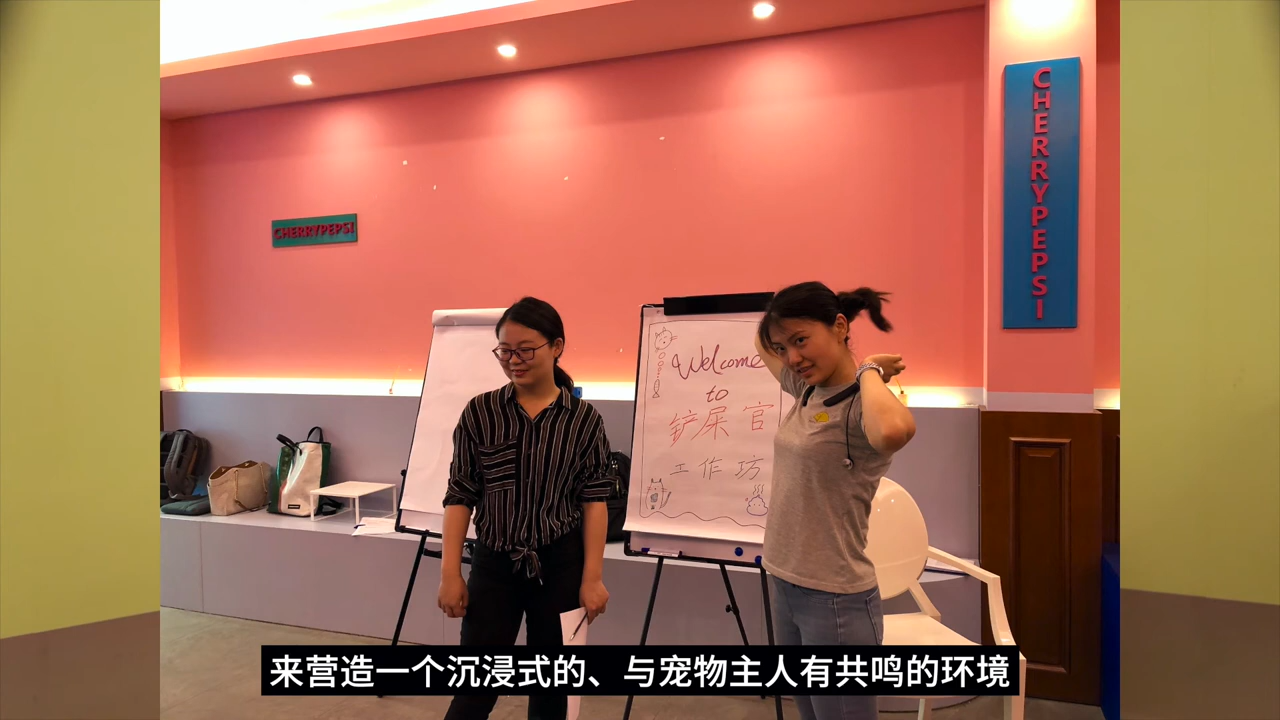 CHERRYPEPSI
CHERRYPEPSI
Welcome
to
铲屎官
工作坊
来营造一个沉浸式的、与宠物主人有共鸣的环境